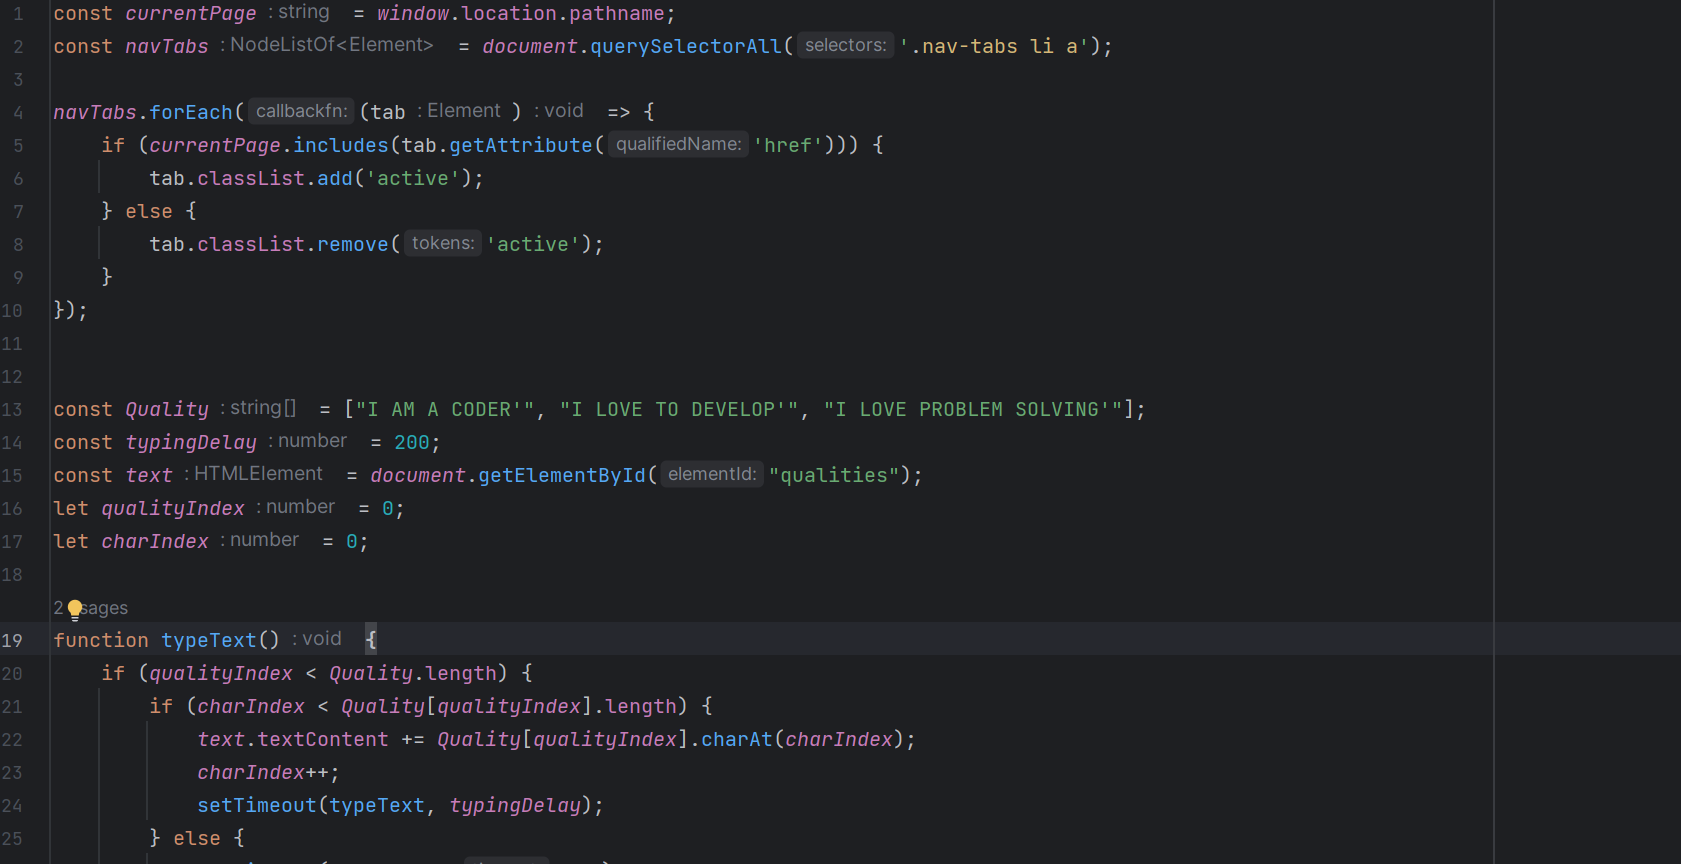 1 const currentPage : string = window.location.pathname;
2 const navTabs : NodeListOf<Element> = document.querySelectorAll( selectors: '.nav-tabs li a');
3
4 navTabs.forEach( callbackfn: (tab : Element ) : void => {
5 if (currentPage.includes(tab.getAttribute( qualifiedName: 'href'))) {
6 tab.classList.add('active');
7 } else {
8 tab.classList.remove( tokens: 'active');
9 }
10 });
11
12
13 const Quality : string[] = ["I AM A CODER'", "I LOVE TO DEVELOP'", "I LOVE PROBLEM SOLVING'"];
14 const typingDelay : number = 200;
15 const text : HTMLElement = document.getElementById( elementId: "qualities");
16 let qualityIndex : number = 0;
17 let charIndex : number = 0;
18
2 sages
19 function typeText() : void {
20 if (qualityIndex < Quality.length) {
21 if (charIndex < Quality[qualityIndex].length) {
22 text.textContent += Quality[qualityIndex].charAt(charIndex);
23 charIndex++;
24 setTimeout(typeText, typingDelay);
25 } else {